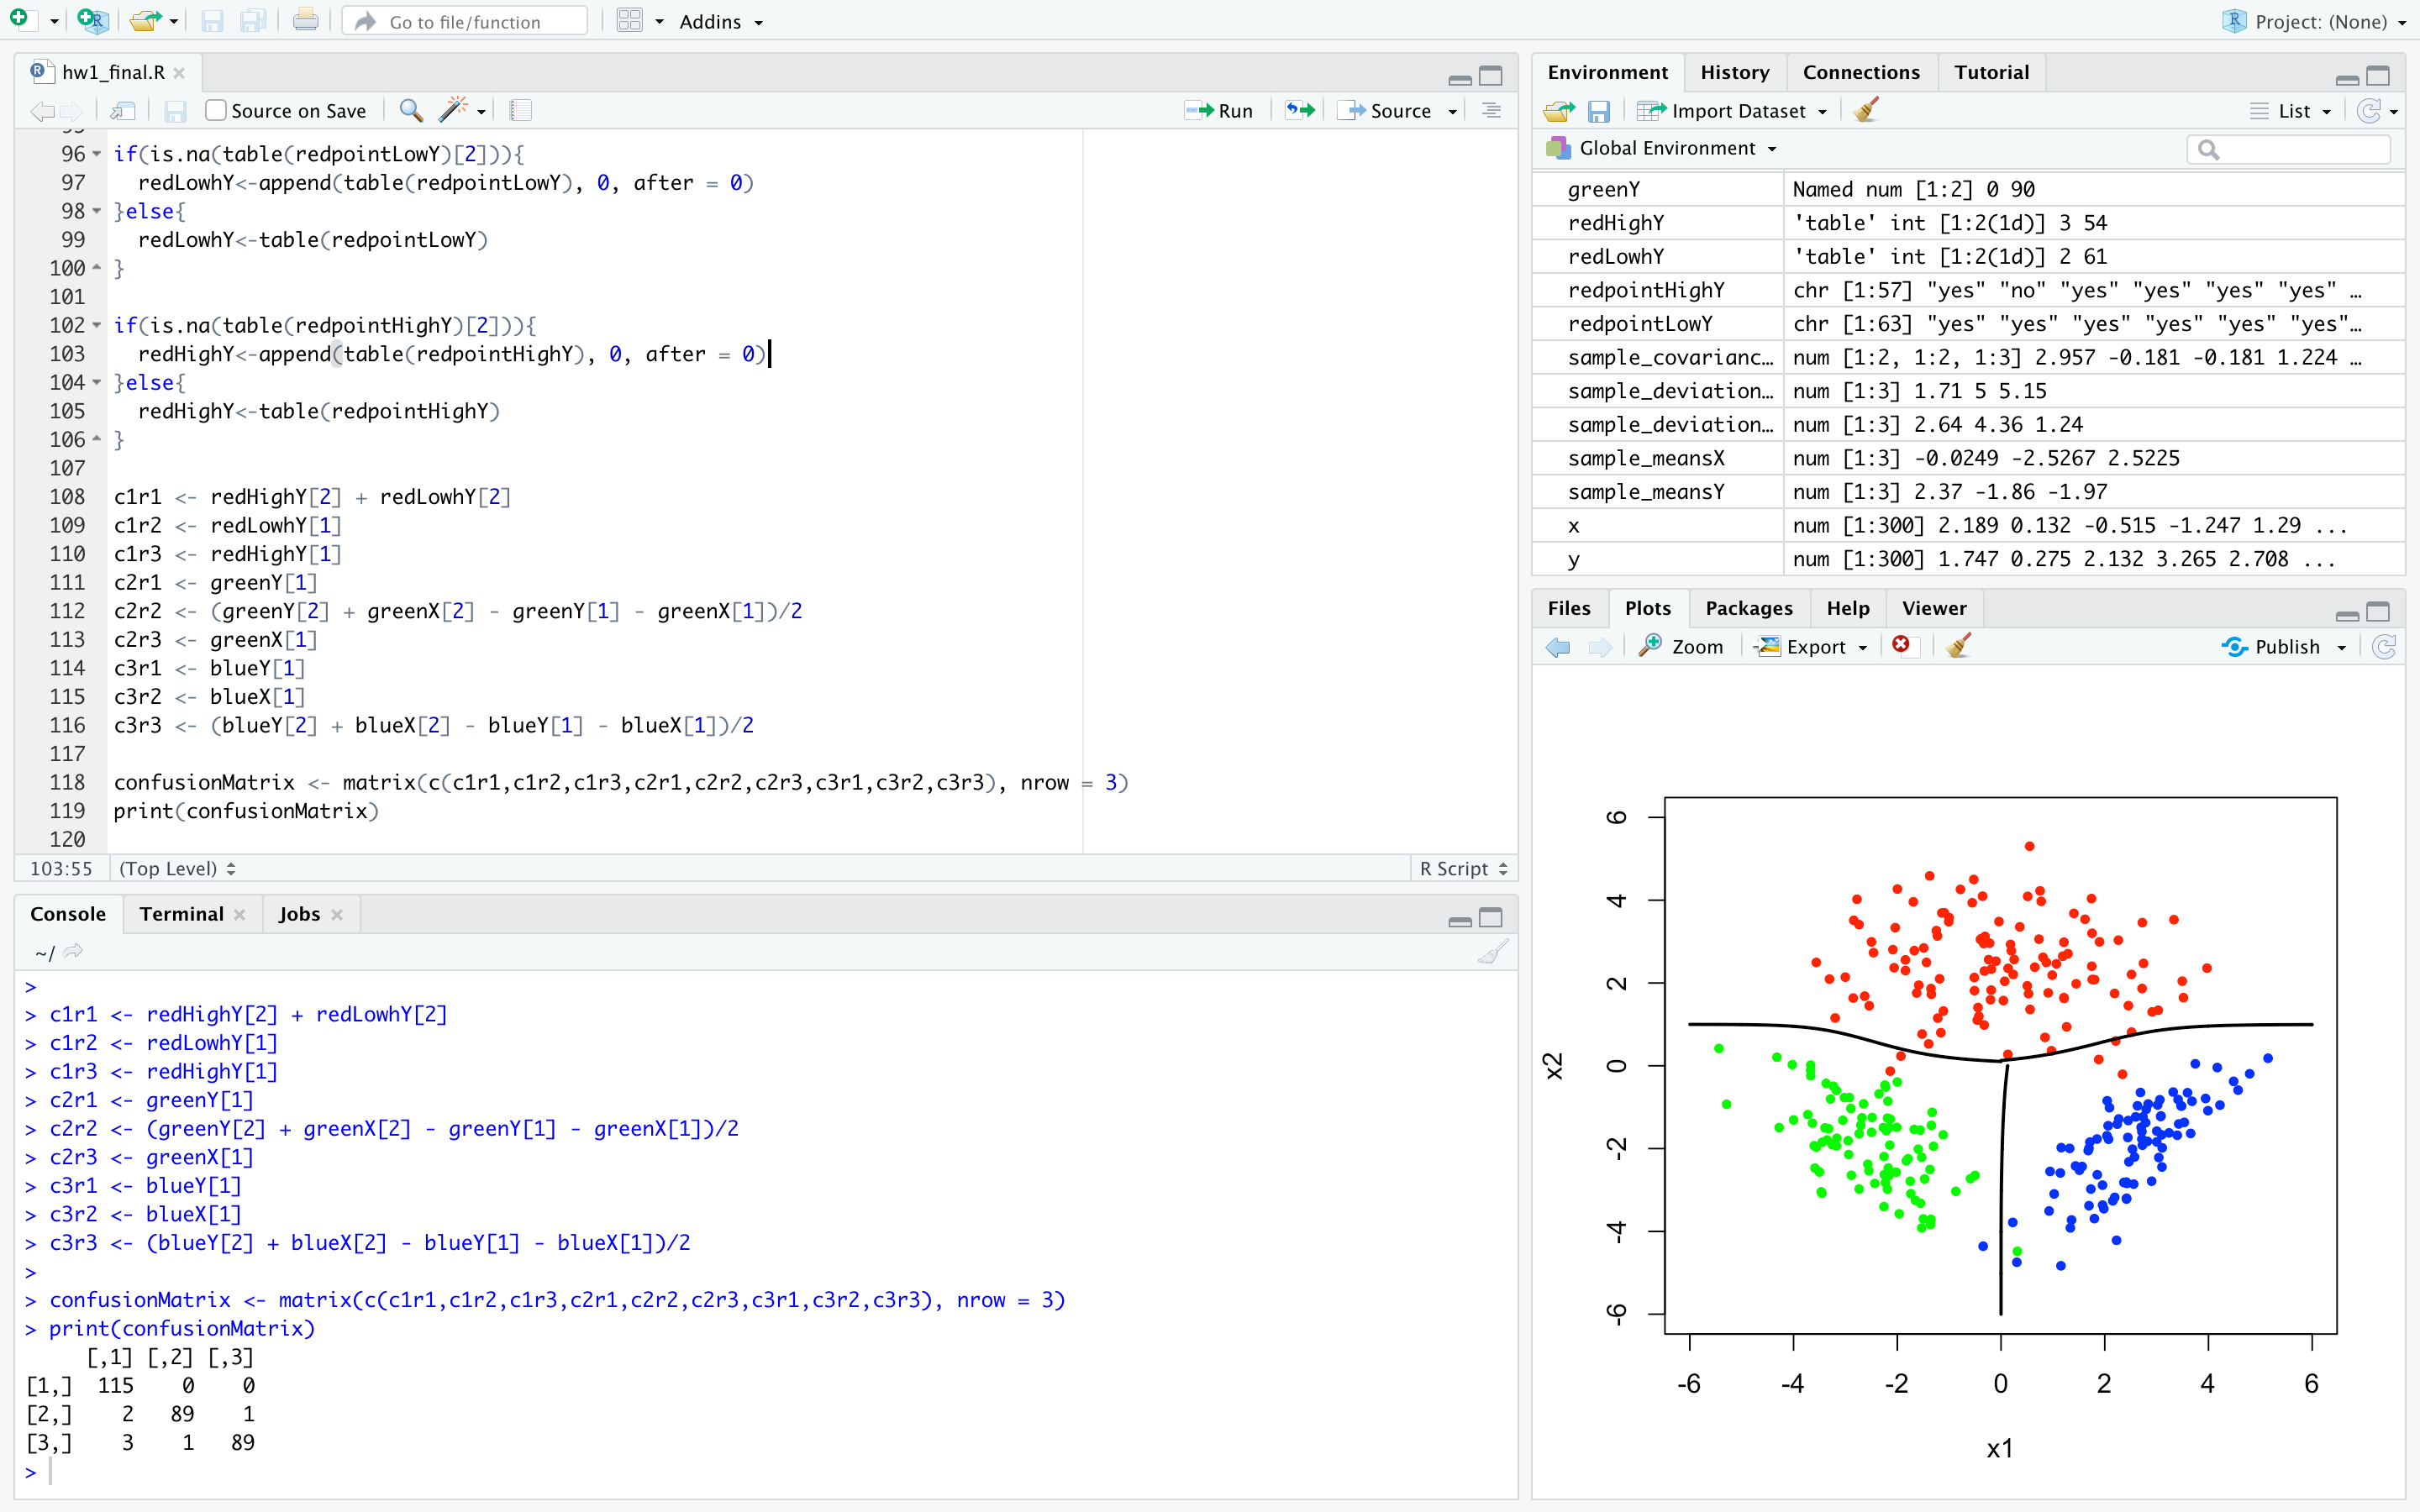 Go to file/function
Addins
Project: (None)
hw1_final.R
Source on Save
Run
Source
96 if(is.na(table(redpointLowY)[2])){
97 redLowhY<-append(table(redpointLowY), 0, after = 0)
98 }else{
99 redLowhY<-table(redpointLowY)
100 }
101
102 if(is.na(table(redpointHighY)[2])){
103 redHighY<-append(table(redpointHighY), 0, after = 0)
104 }else{
105 redHighY<-table(redpointHighY)
106 }
107
108 c1r1 <- redHighY[2] + redLowhY[2]
109 c1r2 <- redLowhY[1]
110 c1r3 <- redHighY[1]
111 c2r1 <- greenY[1]
112 c2r2 <- (greenY[2] + greenX[2] - greenY[1] - greenX[1])/2
113 c2r3 <- greenX[1]
114 c3r1 <- blueY[1]
115 c3r2 <- blueX[1]
116 c3r3 <- (blueY[2] + blueX[2] - blueY[1] - blueX[1])/2
117
118 confusionMatrix <- matrix(c(c1r1,c1r2,c1r3,c2r1,c2r2,c2r3,c3r1,c3r2,c3r3), nrow = 3)
119 print(confusionMatrix)
120
103:55 (Top Level) R Script
Console Terminal Jobs
~/
>
> c1r1 <- redHighY[2] + redLowhY[2]
> c1r2 <- redLowhY[1]
> c1r3 <- redHighY[1]
> c2r1 <- greenY[1]
> c2r2 <- (greenY[2] + greenX[2] - greenY[1] - greenX[1])/2
> c2r3 <- greenX[1]
> c3r1 <- blueY[1]
> c3r2 <- blueX[1]
> c3r3 <- (blueY[2] + blueX[2] - blueY[1] - blueX[1])/2
>
> confusionMatrix <- matrix(c(c1r1,c1r2,c1r3,c2r1,c2r2,c2r3,c3r1,c3r2,c3r3), nrow = 3)
> print(confusionMatrix)
[,1] [,2] [,3]
[1,] 115 0 0
[2,] 2 89 1
[3,] 3 1 89
>
Environment History Connections Tutorial
Import Dataset List
Global Environment
greenY Named num [1:2] 0 90
redHighY 'table' int [1:2(1d)] 3 54
redLowhY 'table' int [1:2(1d)] 2 61
redpointHighY chr [1:57] "yes" "no" "yes" "yes" "yes" "yes" …
redpointLowY chr [1:63] "yes" "yes" "yes" "yes" "yes" "yes"…
sample_covarianc… num [1:2, 1:2, 1:3] 2.957 -0.181 -0.181 1.224 …
sample_deviation… num [1:3] 1.71 5 5.15
sample_deviation… num [1:3] 2.64 4.36 1.24
sample_meansX num [1:3] -0.0249 -2.5267 2.5225
sample_meansY num [1:3] 2.37 -1.86 -1.97
x num [1:300] 2.189 0.132 -0.515 -1.247 1.29 ...
y num [1:300] 1.747 0.275 2.132 3.265 2.708 ...
Files Plots Packages Help Viewer
Zoom Export Publish
6
4
2
0
-2
-4
-6
x2
-6 -4 -2 0 2 4 6
x1